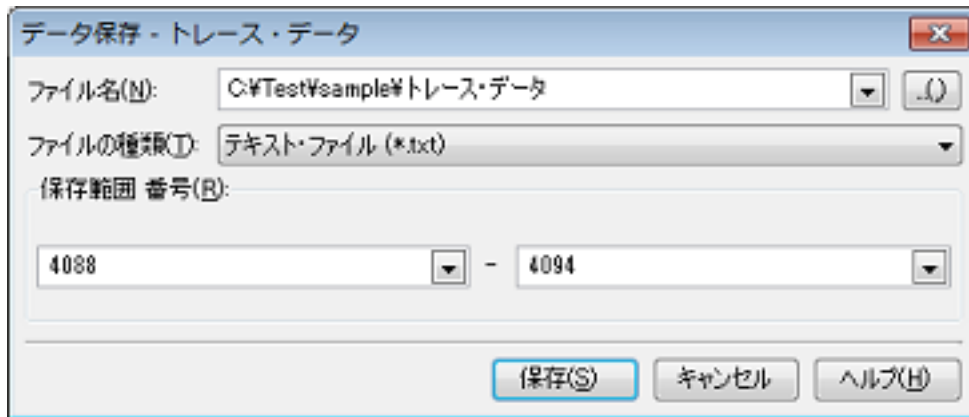 データ保存 - トレース・データ
ファイル名(N): C:¥Test¥sample¥トレース・データ ...()
ファイルの種類(T): テキスト・ファイル (*.txt)
保存範囲 番号(R):
4088 - 4094
保存(S) キャンセル ヘルプ(H)